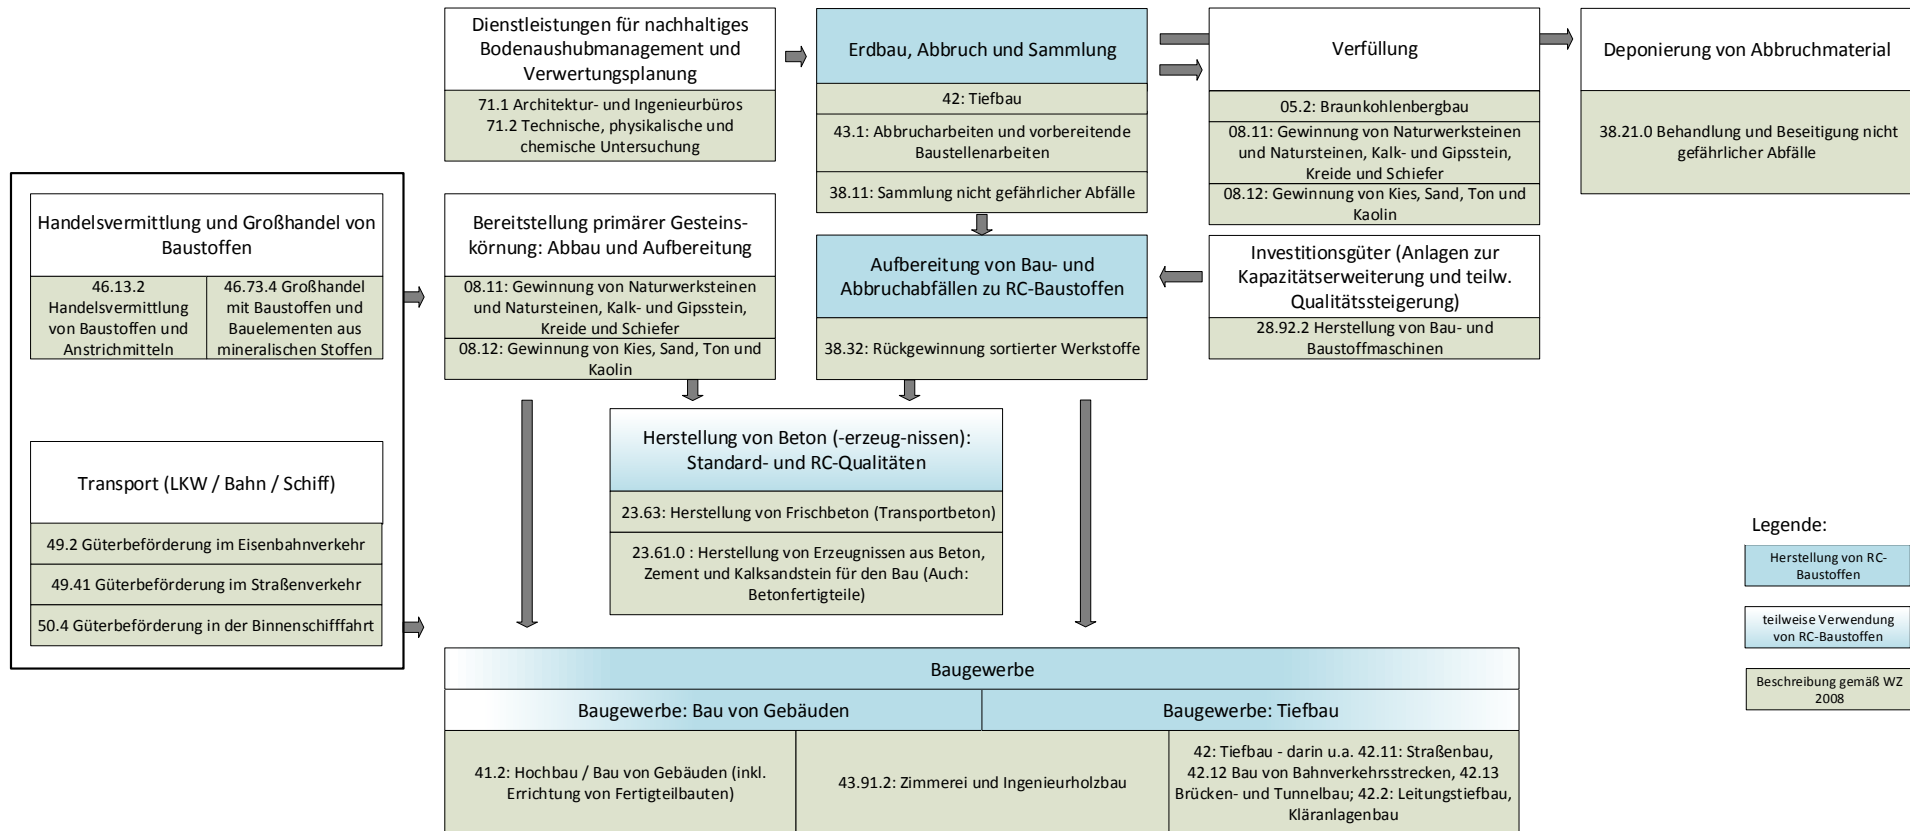 Dienstleistungen für nachhaltiges
Bodenaushubmanagement und
Verwertungsplanung
71.1 Architektur- und Ingenieurbüros
71.2 Technische, physikalische und
chemische Untersuchung
Erdbau, Abbruch und Sammlung
42: Tiefbau
43.1: Abbrucharbeiten und vorbereitende
Baustellenarbeiten
38.11: Sammlung nicht gefährlicher Abfälle
Verfüllung
05.2: Braunkohlenbergbau
08.11: Gewinnung von Naturwerksteinen
und Natursteinen, Kalk- und Gipsstein,
Kreide und Schiefer
08.12: Gewinnung von Kies, Sand, Ton und
Kaolin
Deponierung von Abbruchmaterial
38.21.0 Behandlung und Beseitigung nicht
gefährlicher Abfälle
Handelsvermittlung und Großhandel von
Baustoffen
46.13.2
Handelsvermittlung
von Baustoffen und
Anstrichmitteln
46.73.4 Großhandel
mit Baustoffen und
Bauelementen aus
mineralischen Stoffen
Bereitstellung primärer Gesteins-
körnung: Abbau und Aufbereitung
08.11: Gewinnung von Naturwerksteinen
und Natursteinen, Kalk- und Gipsstein,
Kreide und Schiefer
08.12: Gewinnung von Kies, Sand, Ton und
Kaolin
Aufbereitung von Bau- und
Abbruchabfällen zu RC-Baustoffen
38.32: Rückgewinnung sortierter Werkstoffe
Investitionsgüter (Anlagen zur
Kapazitätserweiterung und teilw.
Qualitätssteigerung)
28.92.2 Herstellung von Bau- und
Baustoffmaschinen
Transport (LKW / Bahn / Schiff)
49.2 Güterbeförderung im Eisenbahnverkehr
49.41 Güterbeförderung im Straßenverkehr
50.4 Güterbeförderung in der Binnenschifffahrt
Herstellung von Beton (-erzeug-nissen):
Standard- und RC-Qualitäten
23.63: Herstellung von Frischbeton (Transportbeton)
23.61.0 : Herstellung von Erzeugnissen aus Beton,
Zement und Kalksandstein für den Bau (Auch:
Betonfertigteile)
Baugewerbe
Baugewerbe: Bau von Gebäuden
Baugewerbe: Tiefbau
41.2: Hochbau / Bau von Gebäuden (inkl.
Errichtung von Fertigteilbauten)
43.91.2: Zimmerei und Ingenieurholzbau
42: Tiefbau - darin u.a. 42.11: Straßenbau,
42.12 Bau von Bahnverkehrsstrecken, 42.13
Brücken- und Tunnelbau; 42.2: Leitungstiefbau,
Kläranlagenbau
Legende:
Herstellung von RC-
Baustoffen
teilweise Verwendung
von RC-Baustoffen
Beschreibung gemäß WZ
2008